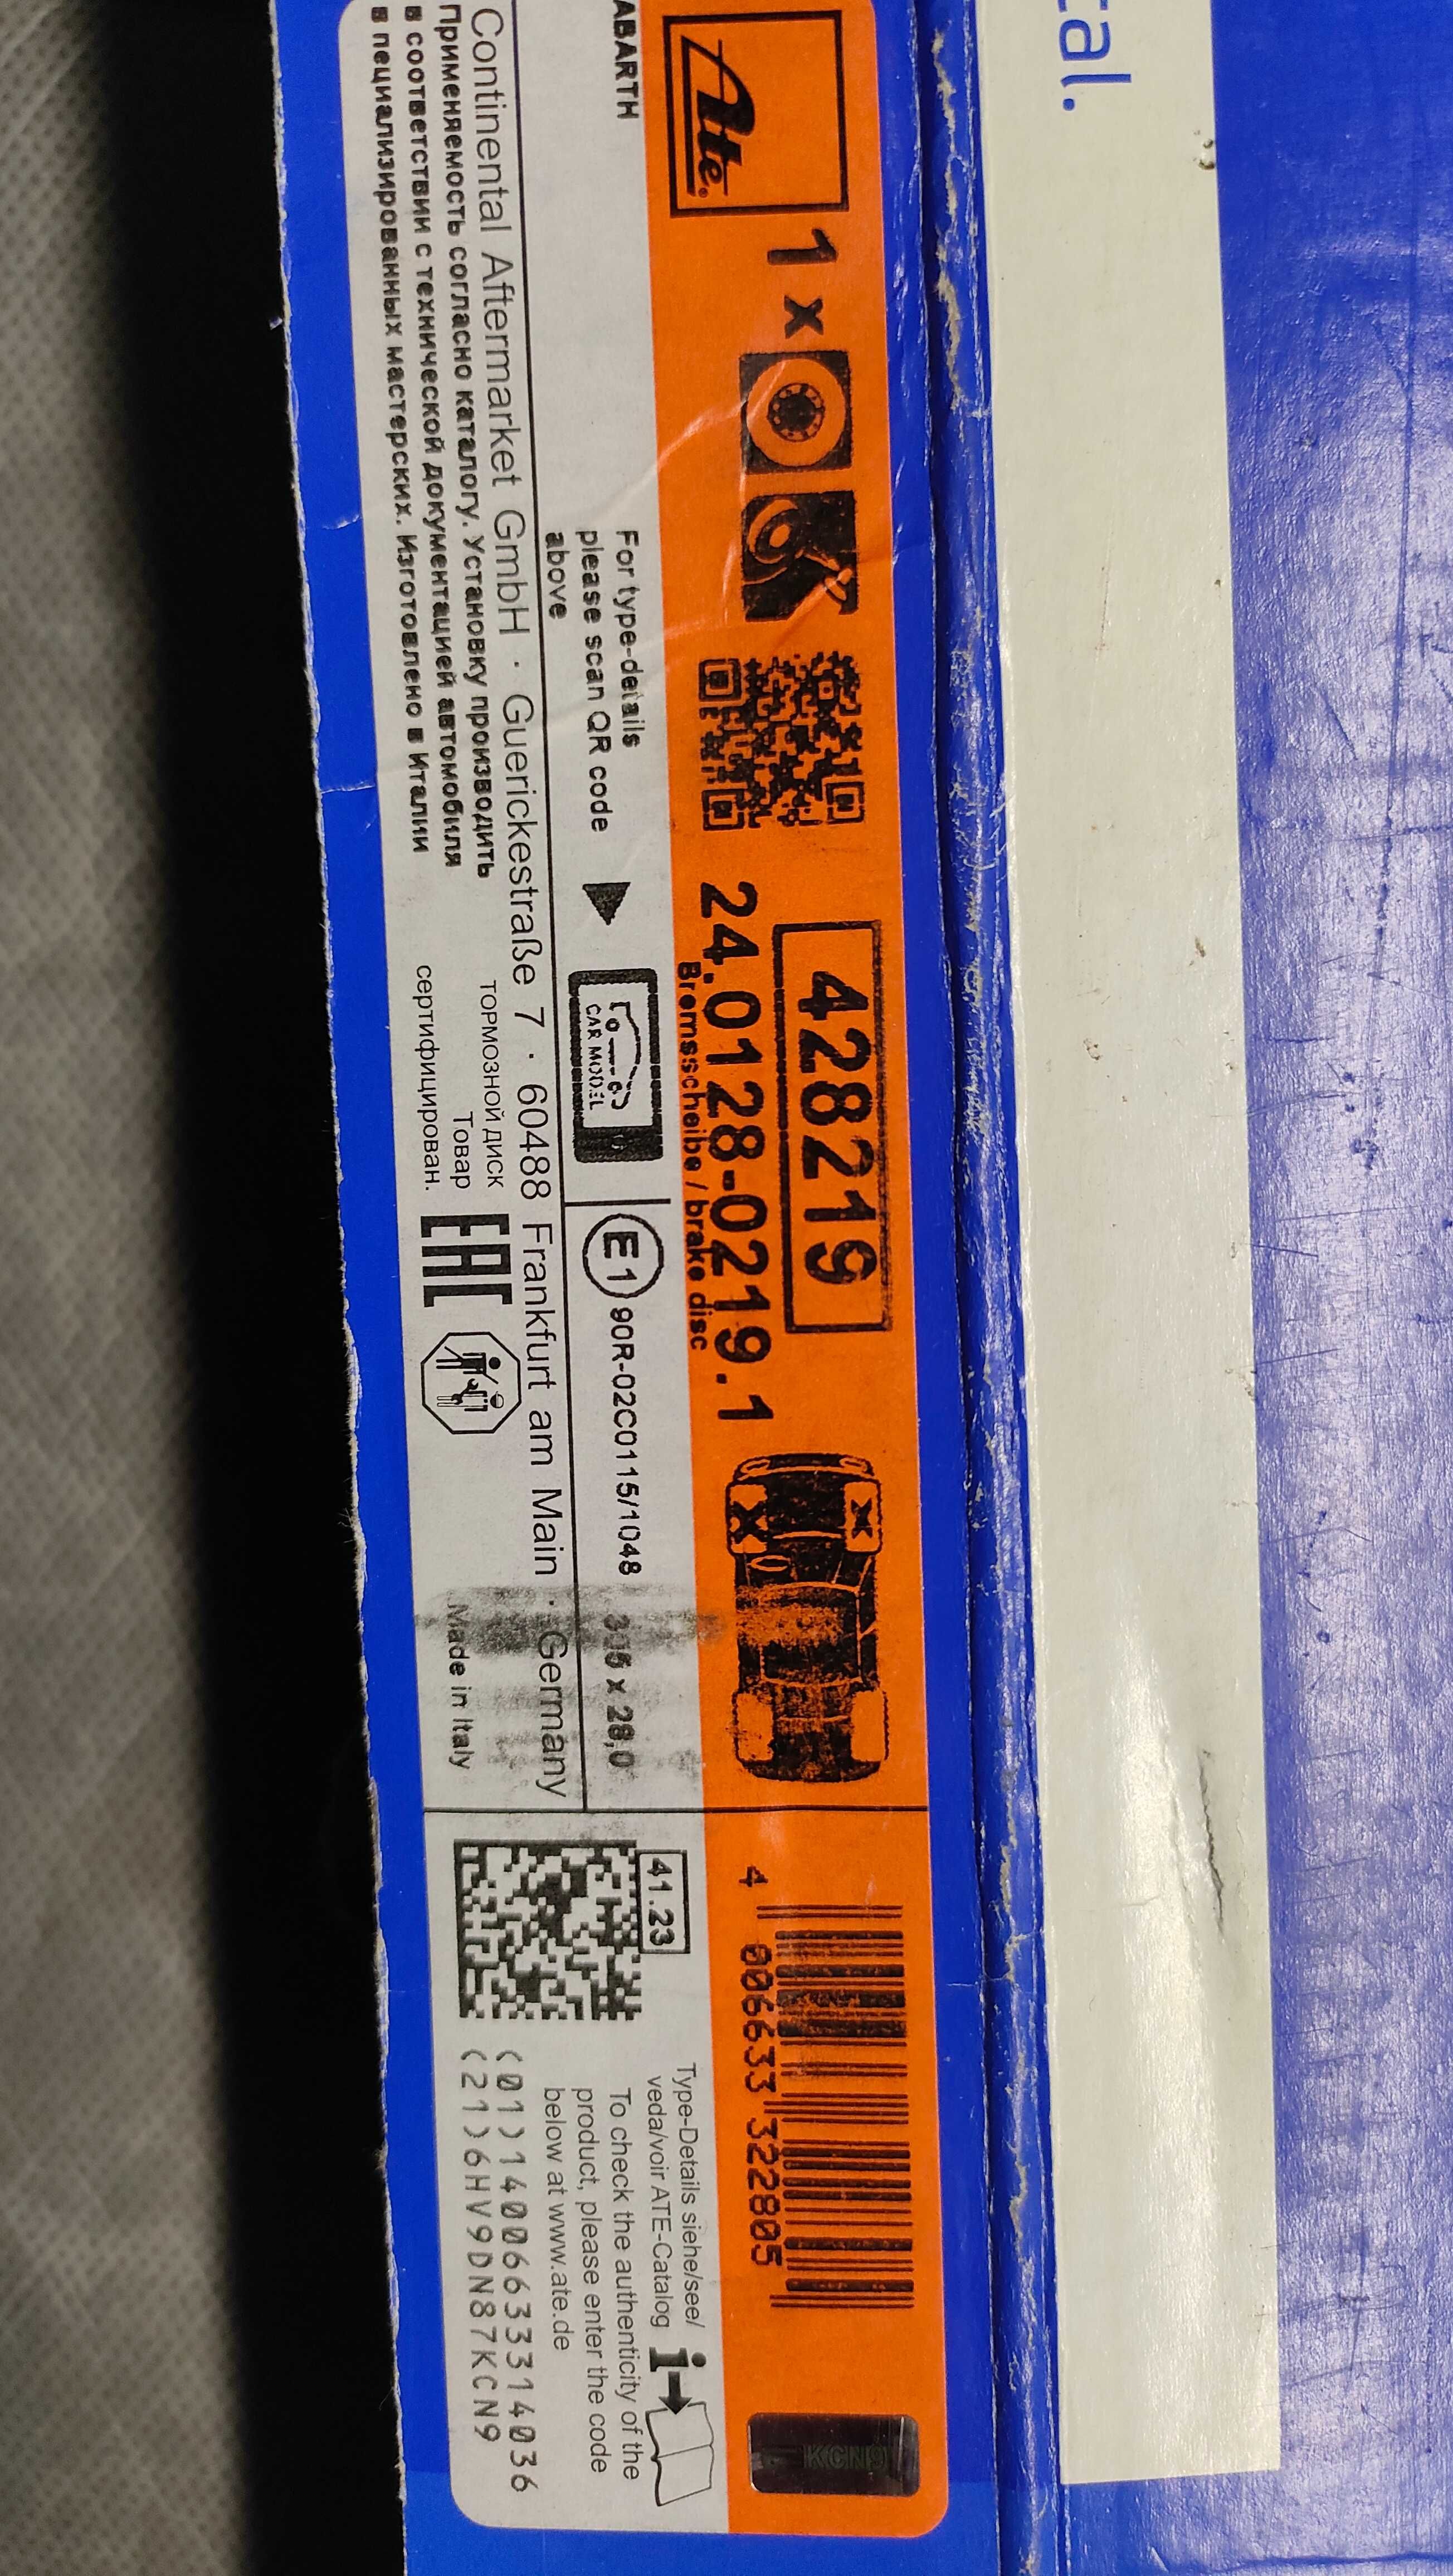 cal.
Ate®
1 x
428219
24.0128-0219.1
Bremsscheibe / brake disc
4 006633 322805
KCN9
ABARTH
For type-details
please scan QR code
above
CAR MODEL
E1 90R-02C0115/1048
28,0
Continental Aftermarket GmbH · Guerickestraße 7 · 60488 Frankfurt am Main · Germany
Применяемость согласно каталогу. Установку производить
в соответствии с технической документацией автомобиля
в пециализированных мастерских. Изготовлено в Италии
тормозной диск
Товар
сертифицирован.
EAC
Made in Italy
41.23
Type-Details siehe/see/
veda/voir ATE-Catalog
i
To check the authenticity of the
product, please enter the code
below at www.ate.de
(01)14006633314036
(21)6HV9DN87KCN9